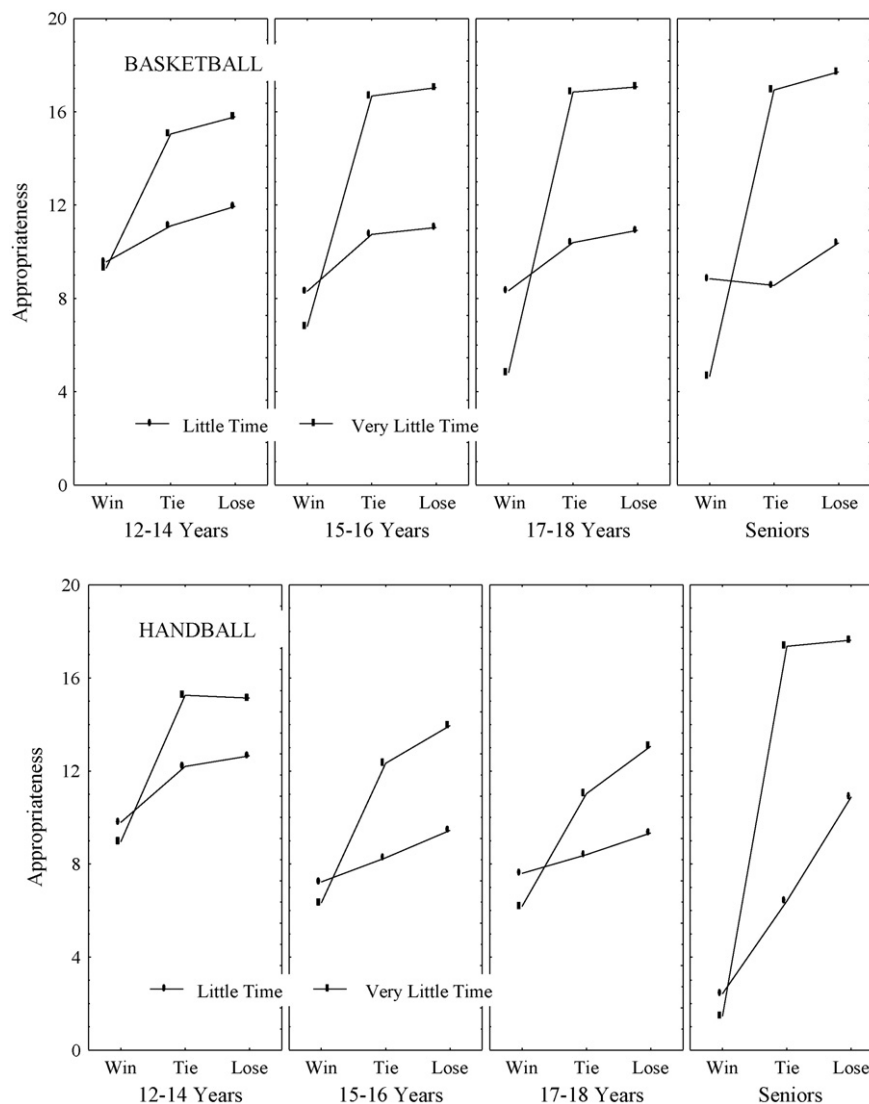 20
BASKETBALL
16
12
Appropriateness
8
4
Little Time Very Little Time
0
Win Tie Lose Win Tie Lose Win Tie Lose Win Tie Lose
12-14 Years 15-16 Years 17-18 Years Seniors
20
HANDBALL
16
12
Appropriateness
8
4
Little Time Very Little Time
0
Win Tie Lose Win Tie Lose Win Tie Lose Win Tie Lose
12-14 Years 15-16 Years 17-18 Years Seniors